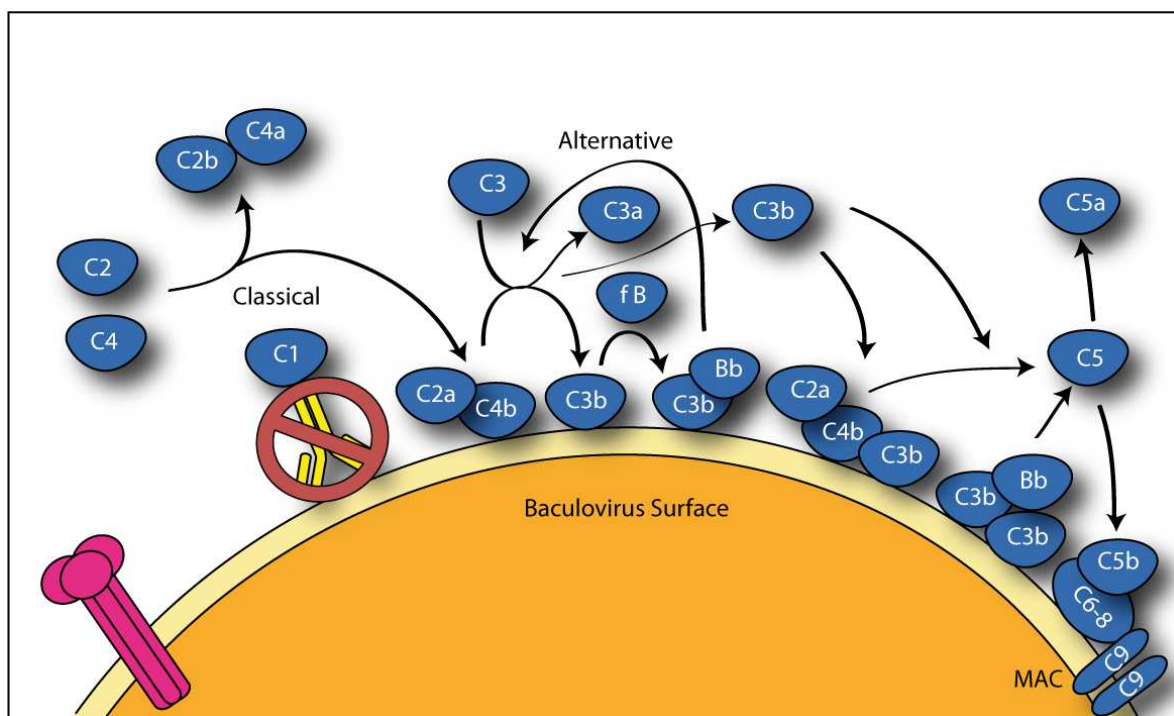 C4a
C2b
Alternative
C3
C3a
C3b
C5a
C2
Classical
f B
C4
C1
C5
C2a
C4b
C3b
Bb
C3b
C2a
C4b
C3b
Bb
C3b
C3b
Baculovirus Surface
C5b
C6-8
MAC
C9
C9